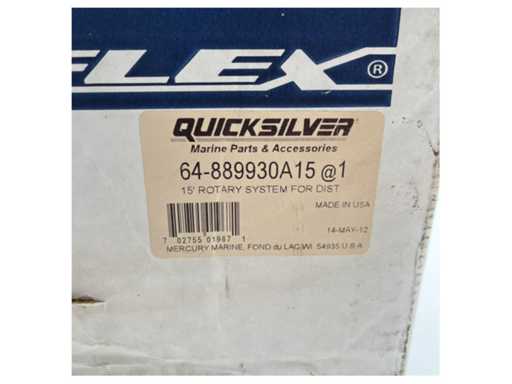 FLEX®
QUICKSILVER®
Marine Parts & Accessories
64-889930A15 @1
15' ROTARY SYSTEM FOR DIST
MADE IN USA
14-MAY-12
7 02755 01987 1
MERCURY MARINE, FOND du LAC,WI. 54935 U.S.A.